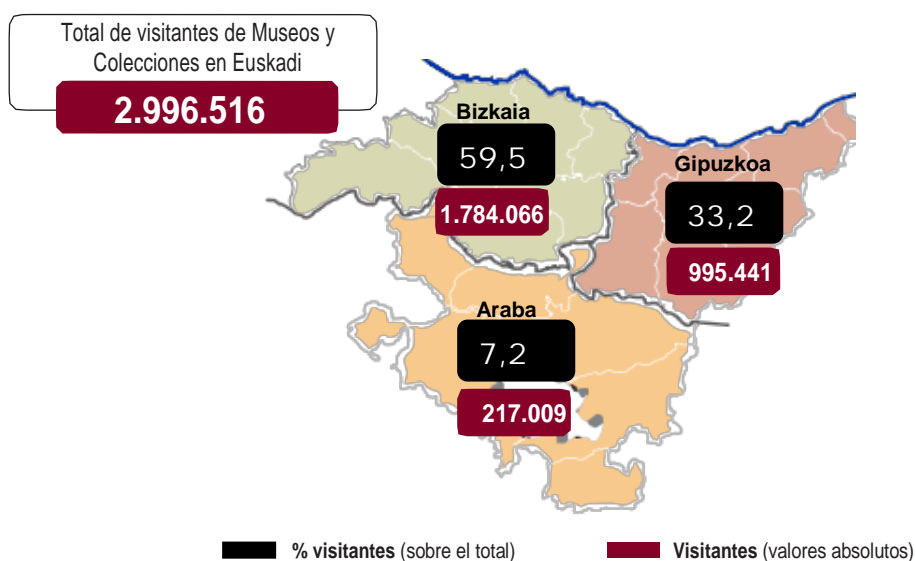 Total de visitantes de Museos y
Colecciones en Euskadi
2.996.516
Bizkaia
59,5
1.784.066
Gipuzkoa
33,2
995.441
Araba
7,2
217.009
% visitantes (sobre el total)
Visitantes (valores absolutos)